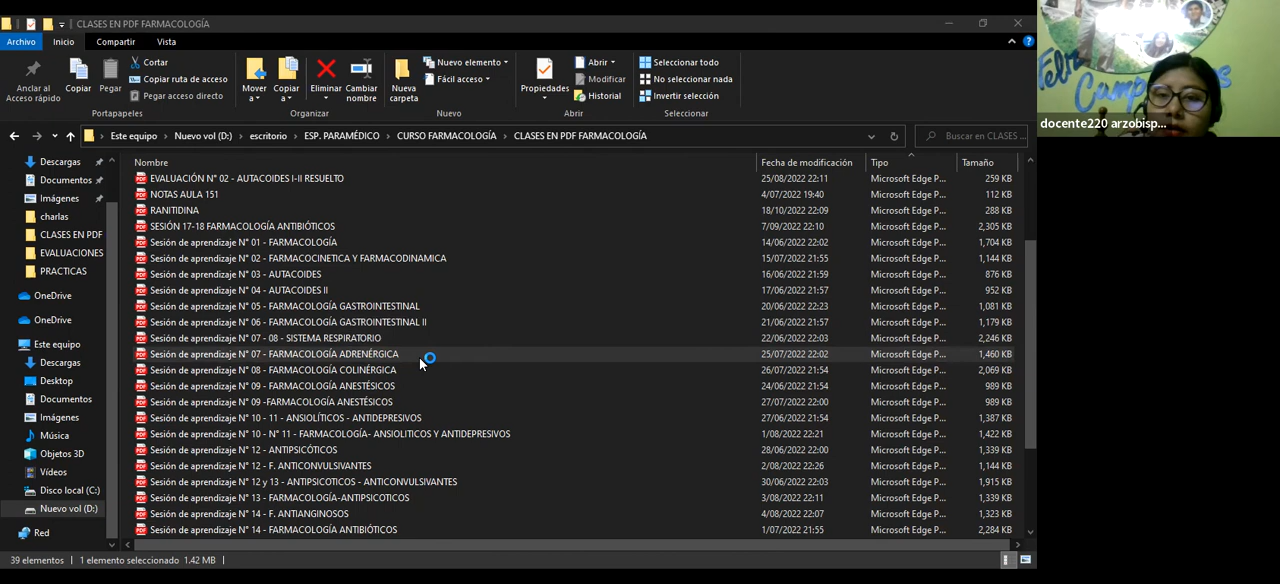 CLASES EN PDF FARMACOLOGÍA
Archivo Inicio Compartir Vista
Anclar al Acceso rápido
Copiar
Pegar
Cortar
Copiar ruta de acceso
Pegar acceso directo
Portapapeles
Mover a
Copiar a
Eliminar
Cambiar nombre
Organizar
Nueva carpeta
Nuevo elemento
Fácil acceso
Nuevo
Propiedades
Abrir
Modificar
Historial
Abrir
Seleccionar todo
No seleccionar nada
Invertir selección
Seleccionar
Este equipo > Nuevo vol (D:) > escritorio > ESP. PARAMÉDICO > CURSO FARMACOLOGÍA > CLASES EN PDF FARMACOLOGÍA
Buscar en CLASES ...
Descargas
Documentos
Imágenes
charlas
CLASES EN PDF
EVALUACIONES
PRACTICAS
OneDrive
OneDrive
Este equipo
Descargas
Desktop
Documentos
Imágenes
Música
Objetos 3D
Vídeos
Disco local (C:)
Nuevo vol (D:)
Red
Nombre Fecha de modificación Tipo Tamaño
EVALUACIÓN N° 02 - AUTACOIDES I-II RESUELTO 25/08/2022 22:11 Microsoft Edge P... 259 KB
NOTAS AULA 151 4/07/2022 19:40 Microsoft Edge P... 112 KB
RANITIDINA 18/10/2022 22:09 Microsoft Edge P... 288 KB
SESIÓN 17-18 FARMACOLOGÍA ANTIBIÓTICOS 7/09/2022 22:10 Microsoft Edge P... 2,305 KB
Sesión de aprendizaje N° 01 - FARMACOLOGÍA 14/06/2022 22:02 Microsoft Edge P... 1,704 KB
Sesión de aprendizaje N° 02 - FARMACOCINETICA Y FARMACODINAMICA 15/07/2022 21:55 Microsoft Edge P... 1,144 KB
Sesión de aprendizaje N° 03 - AUTACOIDES 16/06/2022 21:59 Microsoft Edge P... 876 KB
Sesión de aprendizaje N° 04 - AUTACOIDES II 17/06/2022 21:57 Microsoft Edge P... 952 KB
Sesión de aprendizaje N° 05 - FARMACOLOGÍA GASTROINTESTINAL 20/06/2022 22:23 Microsoft Edge P... 1,081 KB
Sesión de aprendizaje N° 06 - FARMACOLOGÍA GASTROINTESTINAL II 21/06/2022 21:57 Microsoft Edge P... 1,179 KB
Sesión de aprendizaje N° 07 - 08 - SISTEMA RESPIRATORIO 22/06/2022 22:03 Microsoft Edge P... 2,246 KB
Sesión de aprendizaje N° 07 - FARMACOLOGÍA ADRENÉRGICA 25/07/2022 22:02 Microsoft Edge P... 1,460 KB
Sesión de aprendizaje N° 08 - FARMACOLOGÍA COLINÉRGICA 26/07/2022 21:54 Microsoft Edge P... 2,069 KB
Sesión de aprendizaje N° 09 - FARMACOLOGÍA ANESTÉSICOS 24/06/2022 21:54 Microsoft Edge P... 989 KB
Sesión de aprendizaje N° 09 -FARMACOLOGÍA ANESTÉSICOS 27/07/2022 22:00 Microsoft Edge P... 989 KB
Sesión de aprendizaje N° 10 - 11 - ANSIOLÍTICOS - ANTIDEPRESIVOS 27/06/2022 21:54 Microsoft Edge P... 1,387 KB
Sesión de aprendizaje N° 10 - N° 11 - FARMACOLOGÍA- ANSIOLITICOS Y ANTIDEPRESIVOS 1/08/2022 22:21 Microsoft Edge P... 1,422 KB
Sesión de aprendizaje N° 12 - ANTIPSICÓTICOS 28/06/2022 22:00 Microsoft Edge P... 1,339 KB
Sesión de aprendizaje N° 12 - F. ANTICONVULSIVANTES 2/08/2022 22:26 Microsoft Edge P... 1,144 KB
Sesión de aprendizaje N° 12 y 13 - ANTIPSICOTICOS - ANTICONVULSIVANTES 30/06/2022 22:03 Microsoft Edge P... 1,915 KB
Sesión de aprendizaje N° 13 - FARMACOLOGÍA-ANTIPSICOTICOS 3/08/2022 22:11 Microsoft Edge P... 1,339 KB
Sesión de aprendizaje N° 14 - F. ANTIANGINOSOS 4/08/2022 22:07 Microsoft Edge P... 1,323 KB
Sesión de aprendizaje N° 14 - FARMACOLOGÍA ANTIBIÓTICOS 1/07/2022 21:55 Microsoft Edge P... 2,284 KB
39 elementos 1 elemento seleccionado 1.42 MB
docente220 arzobisp...